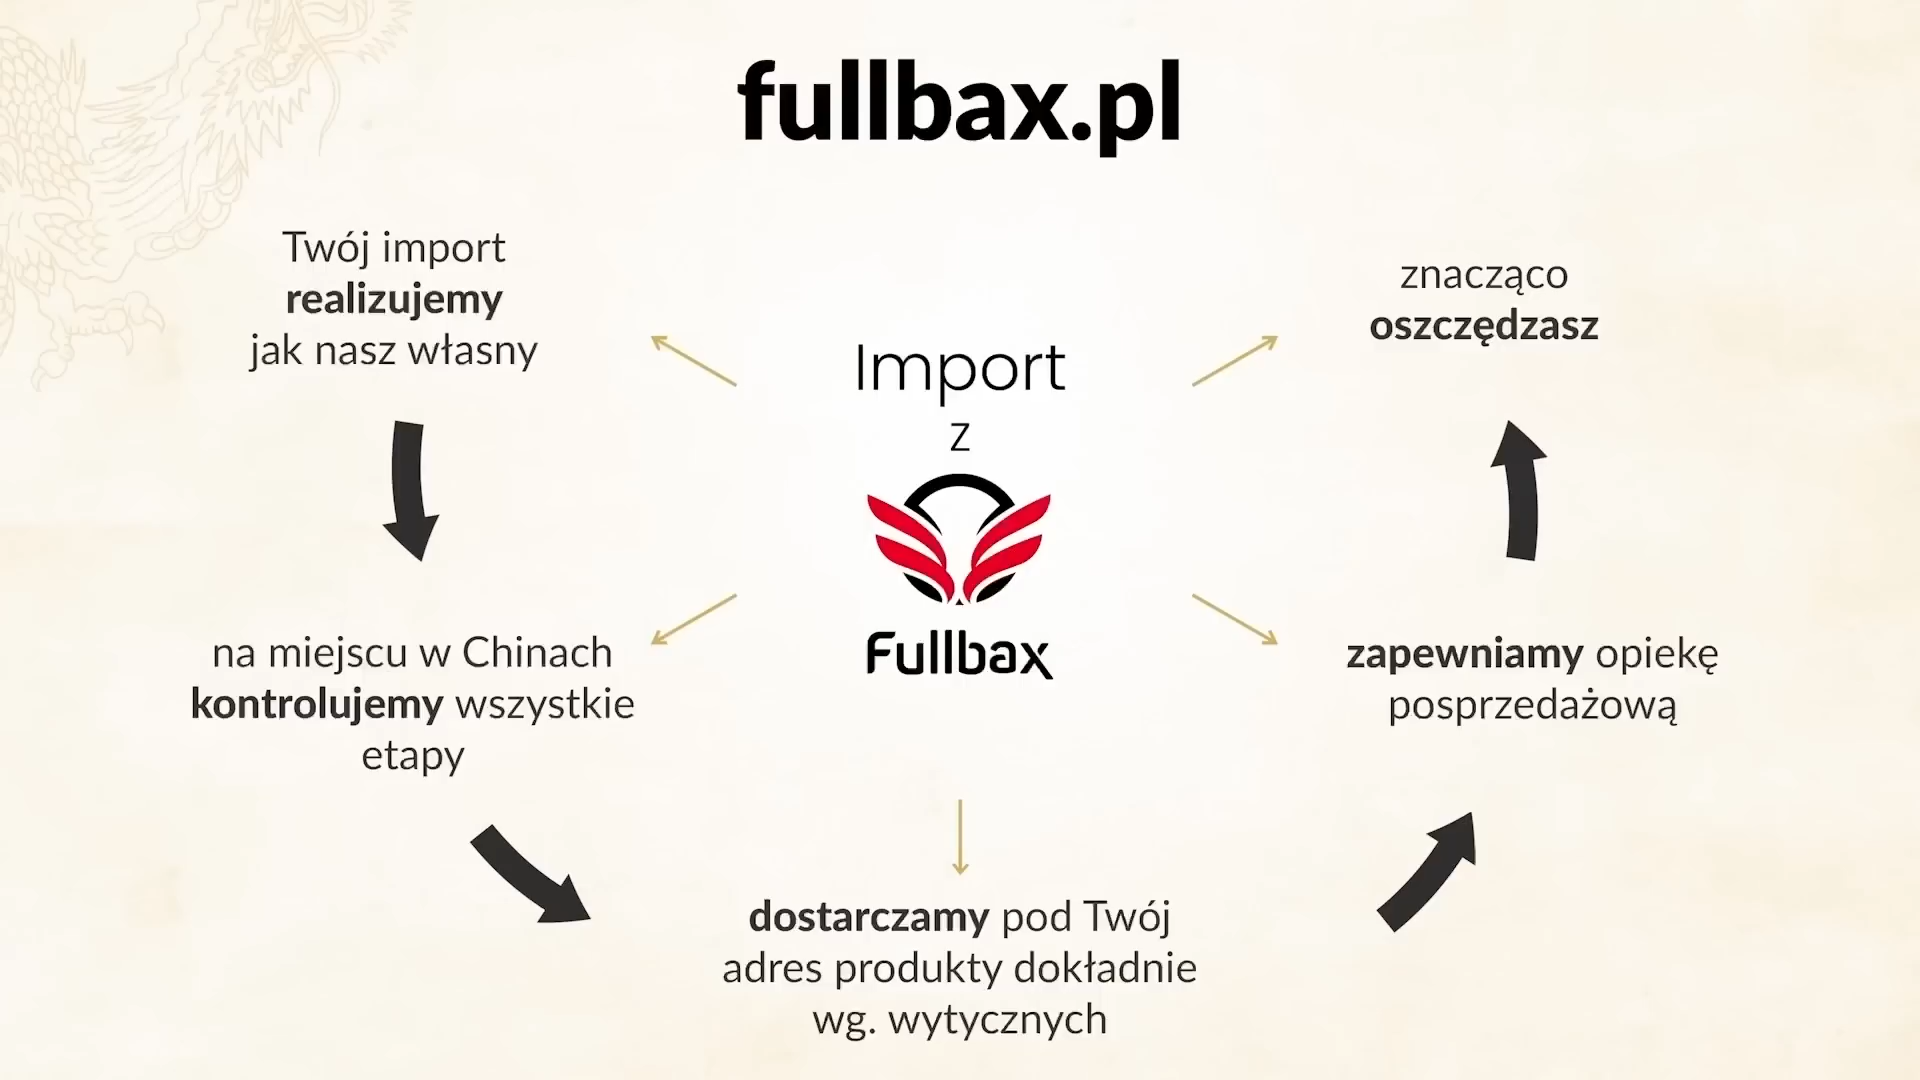 fullbax.pl
Twój import
realizujemy
jak nasz własny
na miejscu w Chinach
kontrolujemy wszystkie
etapy
Import
z
Fullbax
dostarczamy pod Twój
adres produkty dokładnie
wg. wytycznych
zapewniamy opiekę
posprzedażową
znacząco
oszczędzasz